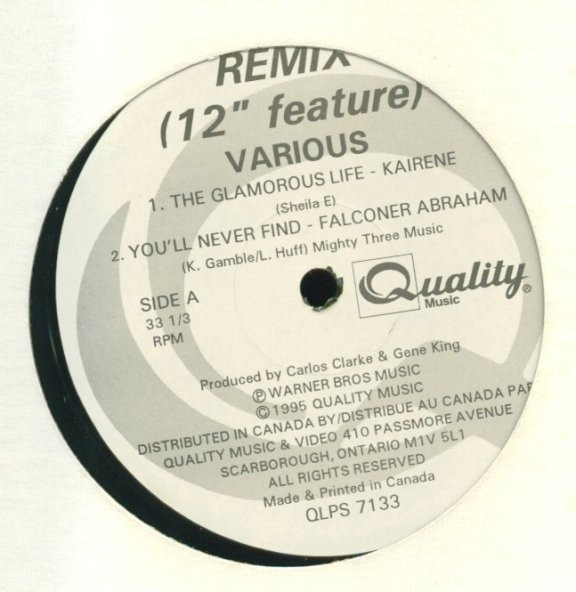 REMIX
(12" feature)
VARIOUS
1. THE GLAMOROUS LIFE - KAIRENE
(Sheila E)
2. YOU'LL NEVER FIND - FALCONER ABRAHAM
(K. Gamble/L. Huff) Mighty Three Music
SIDE A
33 1/3
RPM
Quality®
Music
Produced by Carlos Clarke & Gene King
Ⓟ WARNER BROS MUSIC
© 1995 QUALITY MUSIC
DISTRIBUTED IN CANADA BY/DISTRIBUE AU CANADA PAR
QUALITY MUSIC & VIDEO 410 PASSMORE AVENUE
SCARBOROUGH, ONTARIO M1V 5L1
ALL RIGHTS RESERVED
Made & Printed in Canada
QLPS 7133